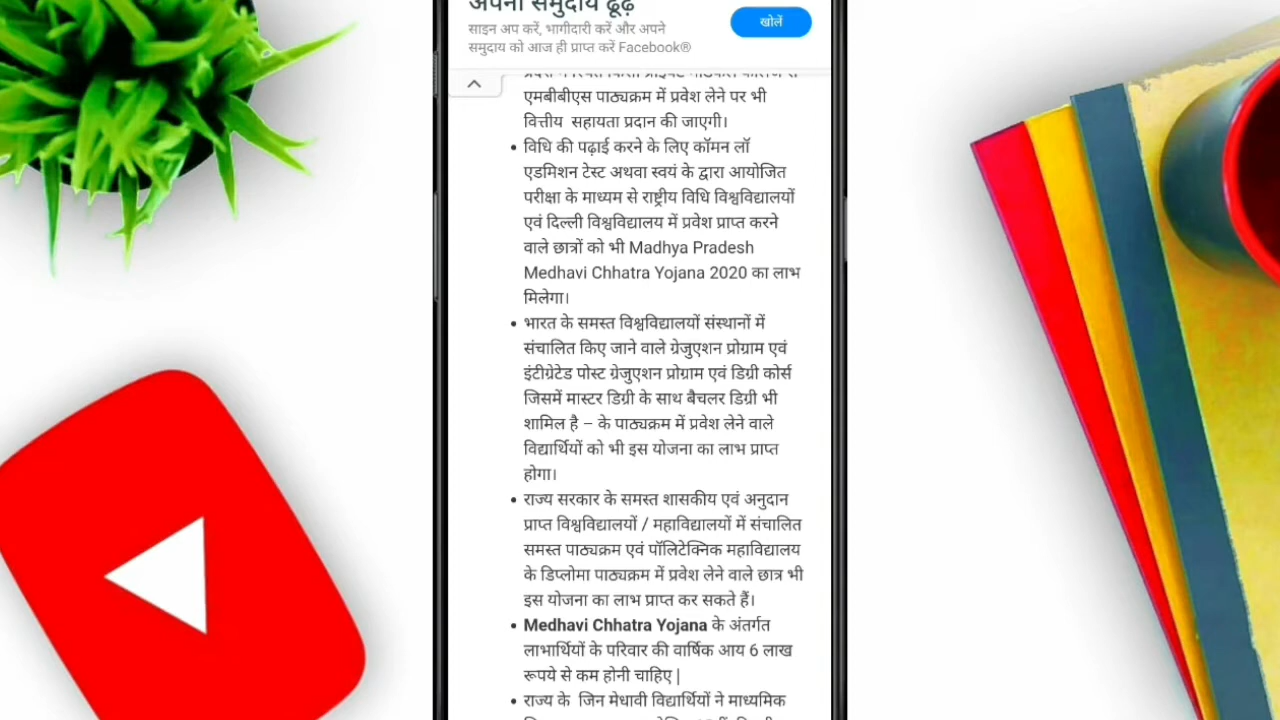 अपना समुदाय ढूंढ़ें
साइन अप करें, भागीदारी करें और अपने
समुदाय को आज ही प्राप्त करें Facebook®
खोलें
एमबीबीएस पाठ्यक्रम में प्रवेश लेने पर भी
वित्तीय सहायता प्रदान की जाएगी।
• विधि की पढ़ाई करने के लिए कॉमन लॉ
एडमिशन टेस्ट अथवा स्वयं के द्वारा आयोजित
परीक्षा के माध्यम से राष्ट्रीय विधि विश्वविद्यालयों
एवं दिल्ली विश्वविद्यालय में प्रवेश प्राप्त करने
वाले छात्रों को भी Madhya Pradesh
Medhavi Chhatra Yojana 2020 का लाभ
मिलेगा।
• भारत के समस्त विश्वविद्यालयों संस्थानों में
संचालित किए जाने वाले ग्रेजुएशन प्रोग्राम एवं
इंटीग्रेटेड पोस्ट ग्रेजुएशन प्रोग्राम एवं डिग्री कोर्स
जिसमें मास्टर डिग्री के साथ बैचलर डिग्री भी
शामिल है – के पाठ्यक्रम में प्रवेश लेने वाले
विद्यार्थियों को भी इस योजना का लाभ प्राप्त
होगा।
• राज्य सरकार के समस्त शासकीय एवं अनुदान
प्राप्त विश्वविद्यालयों / महाविद्यालयों में संचालित
समस्त पाठ्यक्रम एवं पॉलिटेक्निक महाविद्यालय
के डिप्लोमा पाठ्यक्रम में प्रवेश लेने वाले छात्र भी
इस योजना का लाभ प्राप्त कर सकते हैं।
• Medhavi Chhatra Yojana के अंतर्गत
लाभार्थियों के परिवार की वार्षिक आय 6 लाख
रूपये से कम होनी चाहिए |
• राज्य के जिन मेधावी विद्यार्थियों ने माध्यमिक